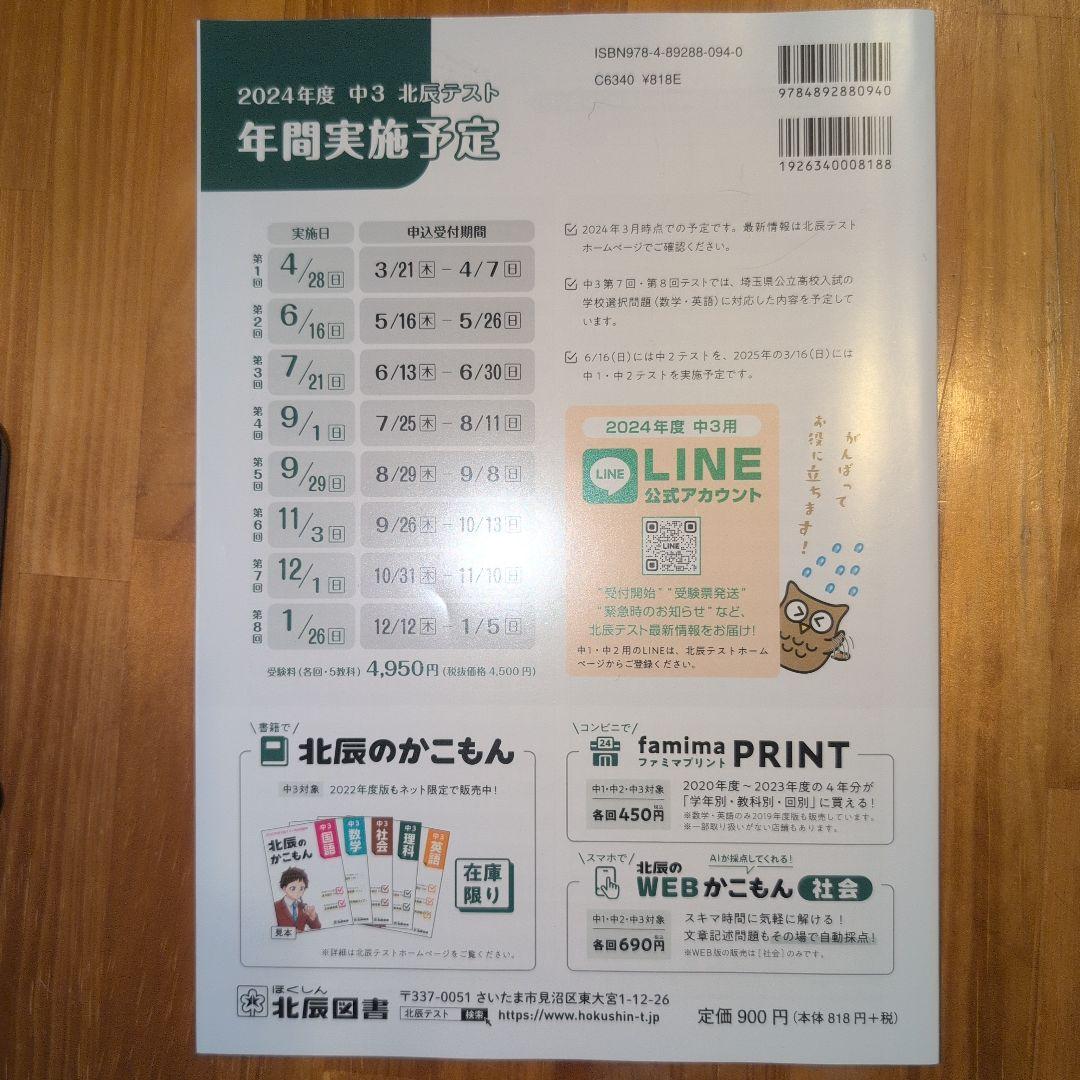 ISBN978-4-89288-094-0
C6340 ¥818E
9784892880940
1926340008188
2024年度 中3 北辰テスト
年間実施予定
実施日 申込受付期間
第1回 4/28日 3/21木 － 4/7日
第2回 6/16日 5/16木 － 5/26日
第3回 7/21日 6/13木 － 6/30日
第4回 9/1日 7/25木 － 8/11日
第5回 9/29日 8/29木 － 9/8日
第6回 11/3日 9/26木 － 10/13日
第7回 12/1日 10/31木 － 11/10日
第8回 1/26日 12/12木 － 1/5日
受験料(各回・5教科) 4,950円 (税抜価格 4,500円)
2024年3月時点での予定です。最新情報は北辰テスト
ホームページでご確認ください。
中3第7回・第8回テストでは、埼玉県公立高校入試の
学校選択問題(数学・英語)に対応した内容を予定して
います。
6/16(日)には中2テストを、2025年の3/16(日)には
中1・中2テストを実施予定です。
2024年度 中3用
LINE
LINE
公式アカウント
LINE
“受付開始” “受験票発送”
“緊急時のお知らせ”など、
北辰テスト最新情報をお届け!
中1・中2用のLINEは、北辰テストホーム
ページからご登録ください。
がんばって
お役に立ちます!
書籍で
北辰のかこもん
中3対象 2022年度版もネット限定で販売中!
北辰の
かこもん
中3 国語
中3 数学
中3 社会
中3 理科
中3 英語
見本
在庫
限り
※詳細は北辰テストホームページをご覧ください。
コンビニで
24
famima PRINT
ファミマプリント
中1・中2・中3対象
各回450円 税込
2020年度～2023年度の4年分が
「学年別・教科別・回別」に買える!
※数学・英語のみ2019年度版も販売しています。
※一部取り扱いがない店舗もあります。
スマホで
北辰の
AIが採点してくれる!
WEBかこもん 社会
中1・中2・中3対象
各回690円 税込
スキマ時間に気軽に解ける!
文章記述問題もその場で自動採点!
※WEB版の販売は[社会]のみです。
ほくしん
北辰図書
〒337-0051 さいたま市見沼区東大宮1-12-26
北辰テスト 検索 https://www.hokushin-t.jp
定価 900円 (本体 818円＋税)